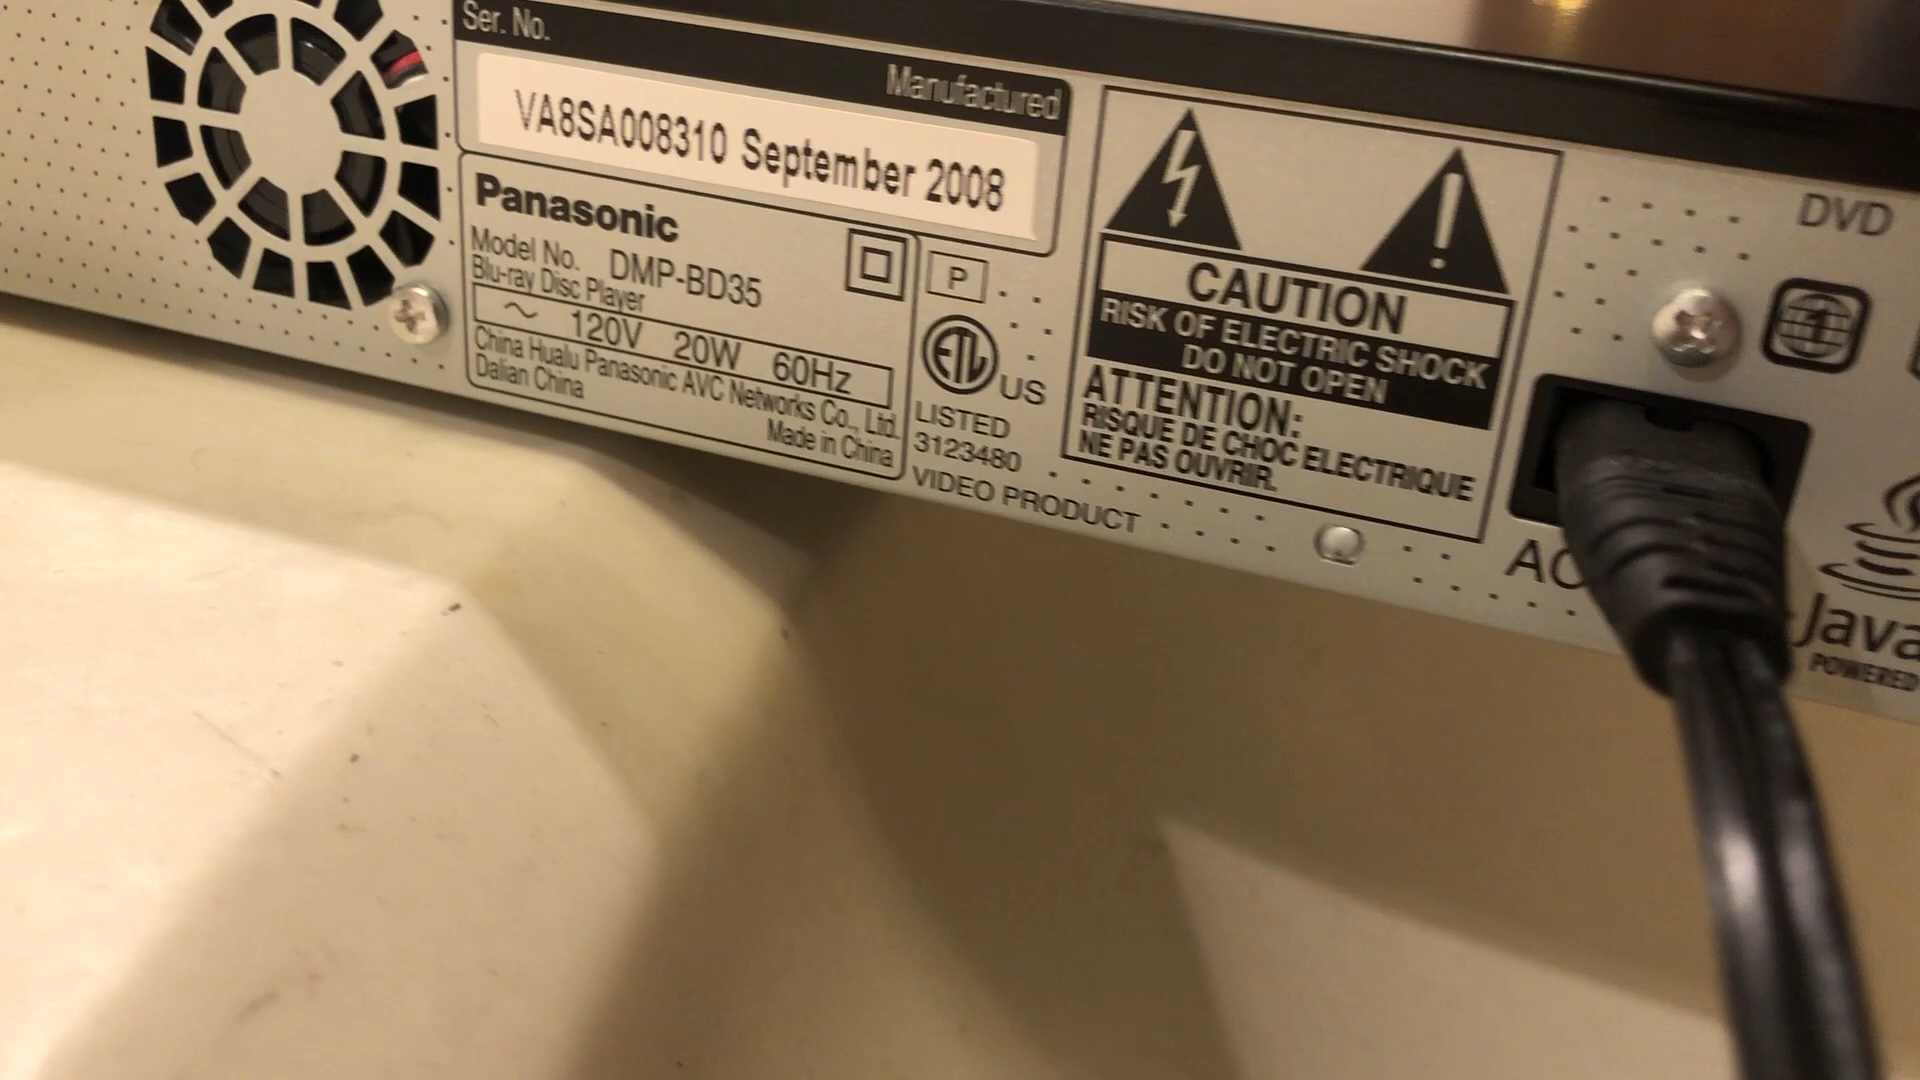 Ser. No.
Manufactured
VA8SA008310 September 2008
Panasonic
Model No. DMP-BD35
Blu-ray Disc Player
~ 120V 20W 60Hz
China Hualu Panasonic AVC Networks Co., Ltd.
Dalian China
Made in China
P
ETL
US
LISTED
3123480
VIDEO PRODUCT
CAUTION
RISK OF ELECTRIC SHOCK
DO NOT OPEN
ATTENTION:
RISQUE DE CHOC ELECTRIQUE
NE PAS OUVRIR.
DVD
1
AC
Java
POWERED